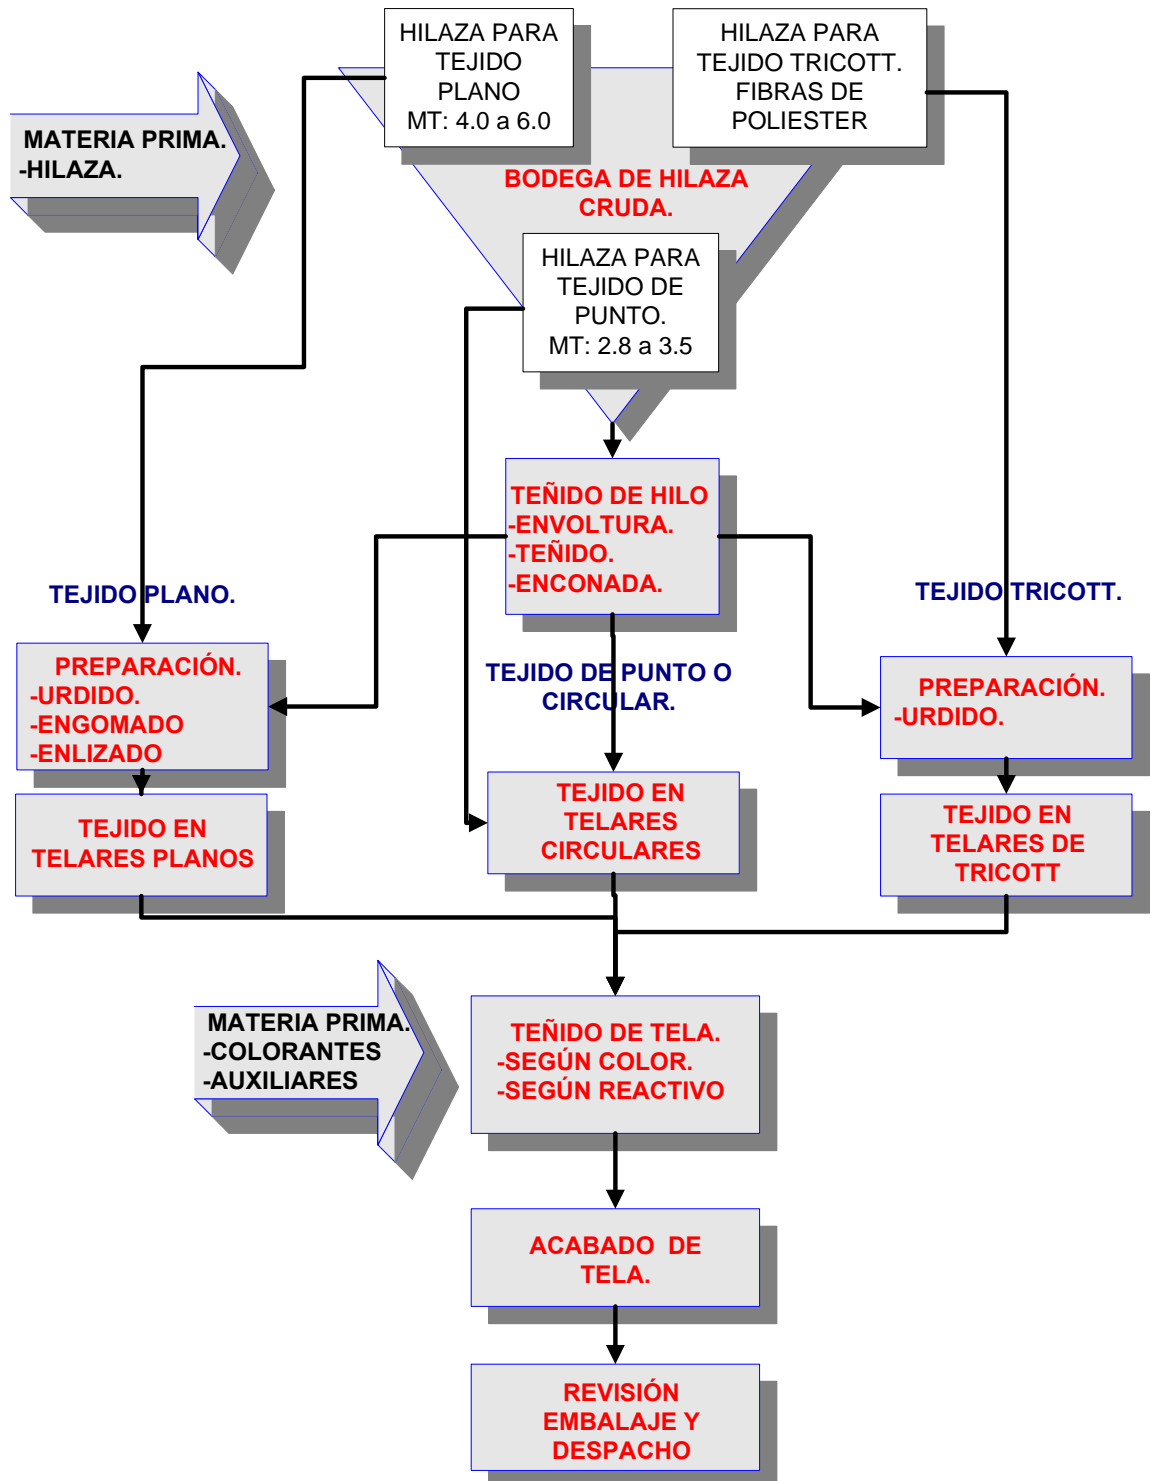 HILAZA PARA
TEJIDO
PLANO
MT: 4.0 a 6.0
HILAZA PARA
TEJIDO TRICOTT.
FIBRAS DE
POLIESTER
MATERIA PRIMA.
-HILAZA.
BODEGA DE HILAZA
CRUDA.
HILAZA PARA
TEJIDO DE
PUNTO.
MT: 2.8 a 3.5
TEÑIDO DE HILO
-ENVOLTURA.
-TEÑIDO.
-ENCONADA.
TEJIDO PLANO.
TEJIDO TRICOTT.
PREPARACIÓN.
-URDIDO.
-ENGOMADO
-ENLIZADO
TEJIDO DE PUNTO O
CIRCULAR.
PREPARACIÓN.
-URDIDO.
TEJIDO EN
TELARES PLANOS
TEJIDO EN
TELARES
CIRCULARES
TEJIDO EN
TELARES DE
TRICOTT
MATERIA PRIMA.
-COLORANTES
-AUXILIARES
TEÑIDO DE TELA.
-SEGÚN COLOR.
-SEGÚN REACTIVO
ACABADO  DE
TELA.
REVISIÓN
EMBALAJE Y
DESPACHO